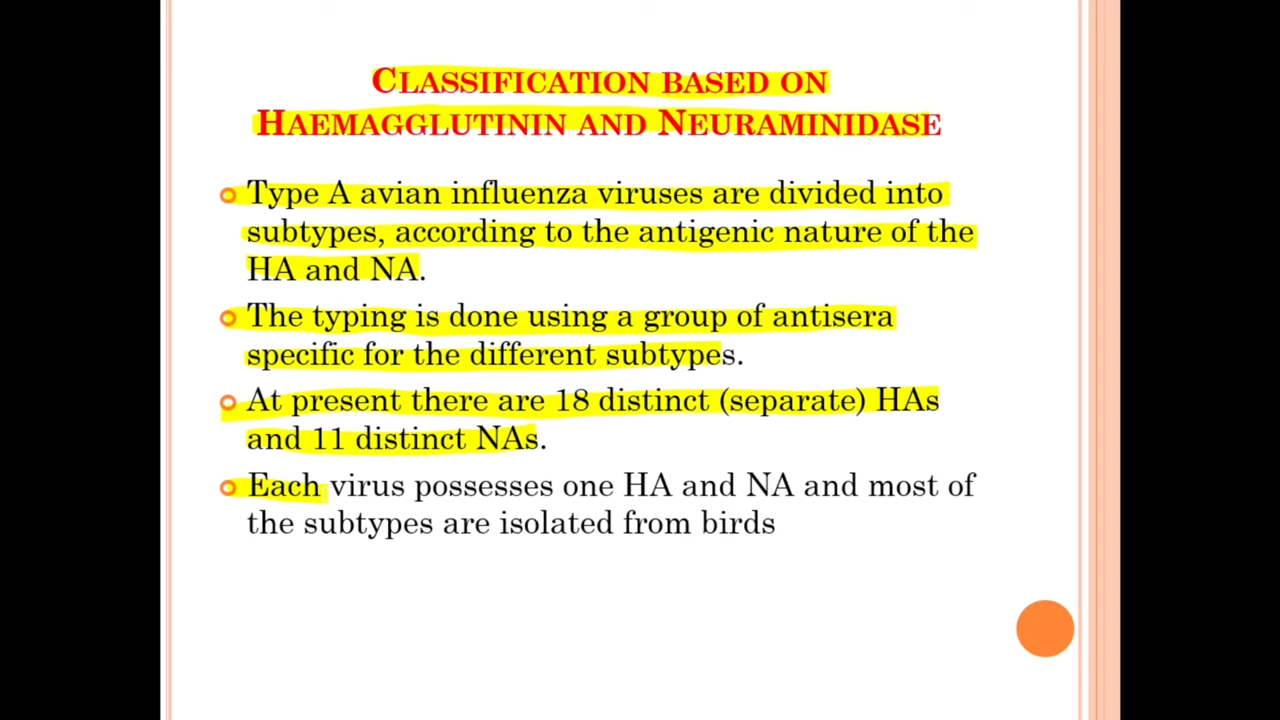 CLASSIFICATION BASED ON
HAEMAGGLUTININ AND NEURAMINIDASE
Type A avian influenza viruses are divided into
subtypes, according to the antigenic nature of the
HA and NA.
The typing is done using a group of antisera
specific for the different subtypes.
At present there are 18 distinct (separate) HAs
and 11 distinct NAs.
Each virus possesses one HA and NA and most of
the subtypes are isolated from birds